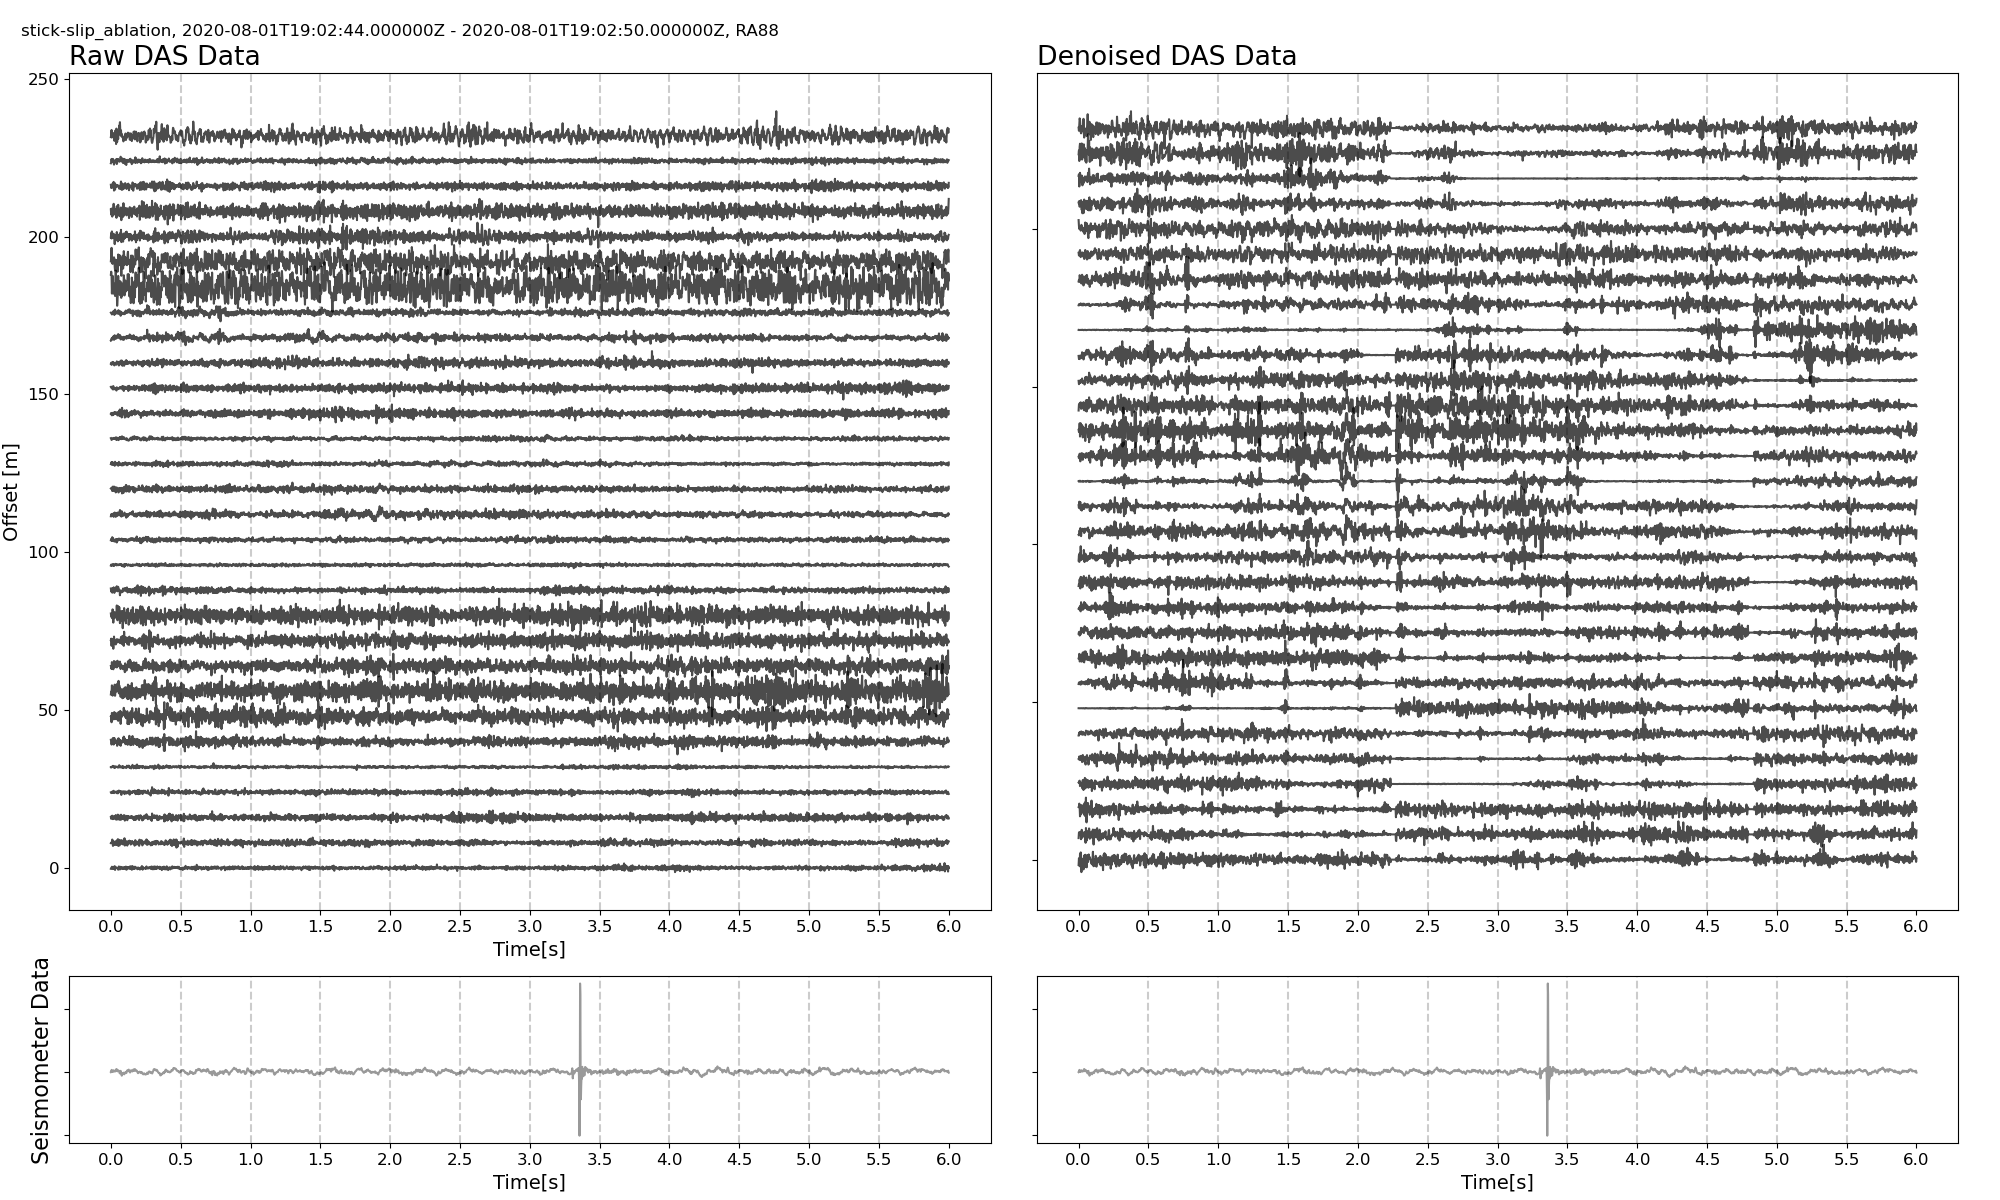 stick-slip_ablation, 2020-08-01T19:02:44.000000Z - 2020-08-01T19:02:50.000000Z, RA88
Raw DAS Data
Denoised DAS Data
250
200
150
100
50
0
Offset [m]
0.0 0.5 1.0 1.5 2.0 2.5 3.0 3.5 4.0 4.5 5.0 5.5 6.0
Time[s]
0.0 0.5 1.0 1.5 2.0 2.5 3.0 3.5 4.0 4.5 5.0 5.5 6.0
Seismometer Data
0.0 0.5 1.0 1.5 2.0 2.5 3.0 3.5 4.0 4.5 5.0 5.5 6.0
Time[s]
0.0 0.5 1.0 1.5 2.0 2.5 3.0 3.5 4.0 4.5 5.0 5.5 6.0
Time[s]